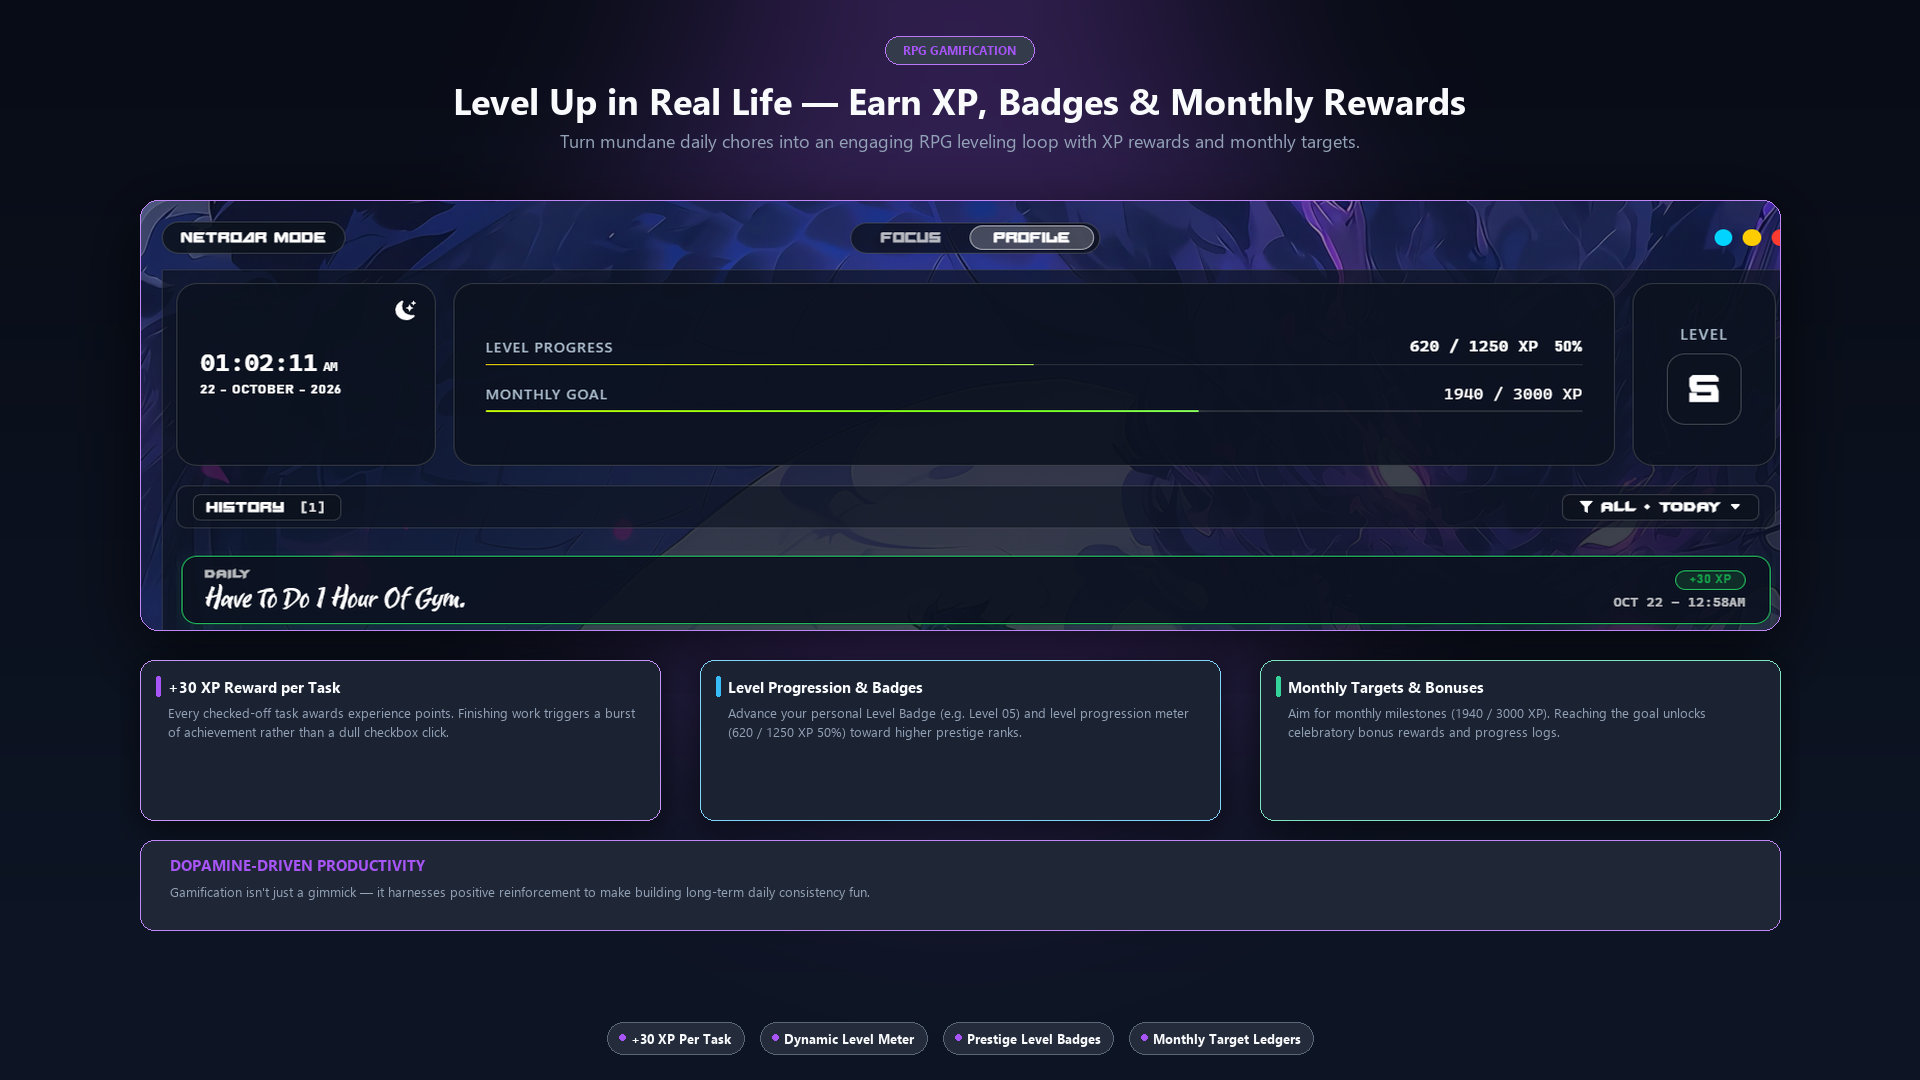 RPG GAMIFICATION
Level Up in Real Life — Earn XP, Badges & Monthly Rewards
Turn mundane daily chores into an engaging RPG leveling loop with XP rewards and monthly targets.
NETROAR MODE
FOCUS
PROFILE
01:02:11 AM
22 - OCTOBER - 2026
LEVEL PROGRESS
620 / 1250 XP 50%
MONTHLY GOAL
1940 / 3000 XP
LEVEL
5
HISTORY [1]
ALL • TODAY
DAILY
Have To Do 1 Hour Of Gym.
+30 XP
OCT 22 — 12:58AM
+30 XP Reward per Task
Every checked-off task awards experience points. Finishing work triggers a burst
of achievement rather than a dull checkbox click.
Level Progression & Badges
Advance your personal Level Badge (e.g. Level 05) and level progression meter
(620 / 1250 XP 50%) toward higher prestige ranks.
Monthly Targets & Bonuses
Aim for monthly milestones (1940 / 3000 XP). Reaching the goal unlocks
celebratory bonus rewards and progress logs.
DOPAMINE-DRIVEN PRODUCTIVITY
Gamification isn't just a gimmick — it harnesses positive reinforcement to make building long-term daily consistency fun.
+30 XP Per Task
Dynamic Level Meter
Prestige Level Badges
Monthly Target Ledgers